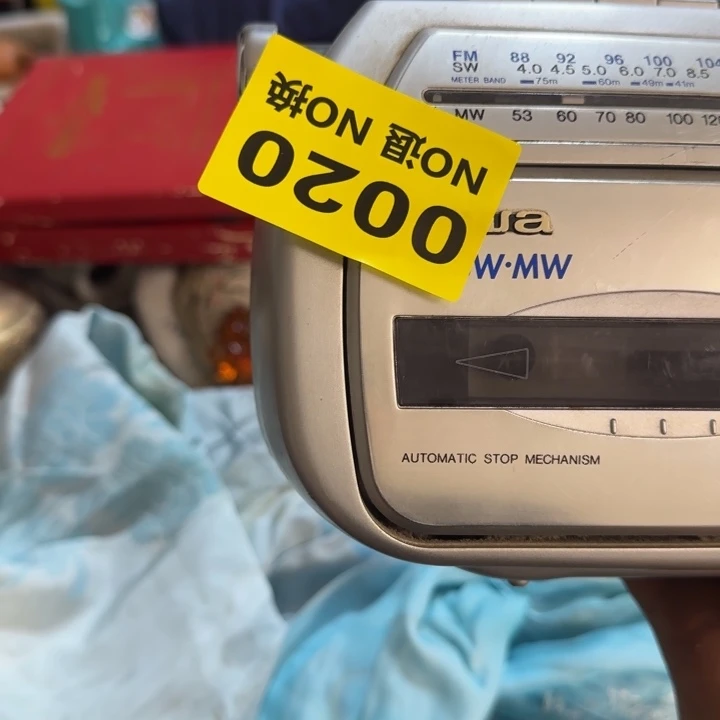 FM 88 92 96 100 104
SW 4.0 4.5 5.0 6.0 7.0 8.5
METER BAND 75m 60m 49m 41m
MW 53 60 70 80 100
0020
NO退 NO换
wa
W·MW
AUTOMATIC STOP MECHANISM